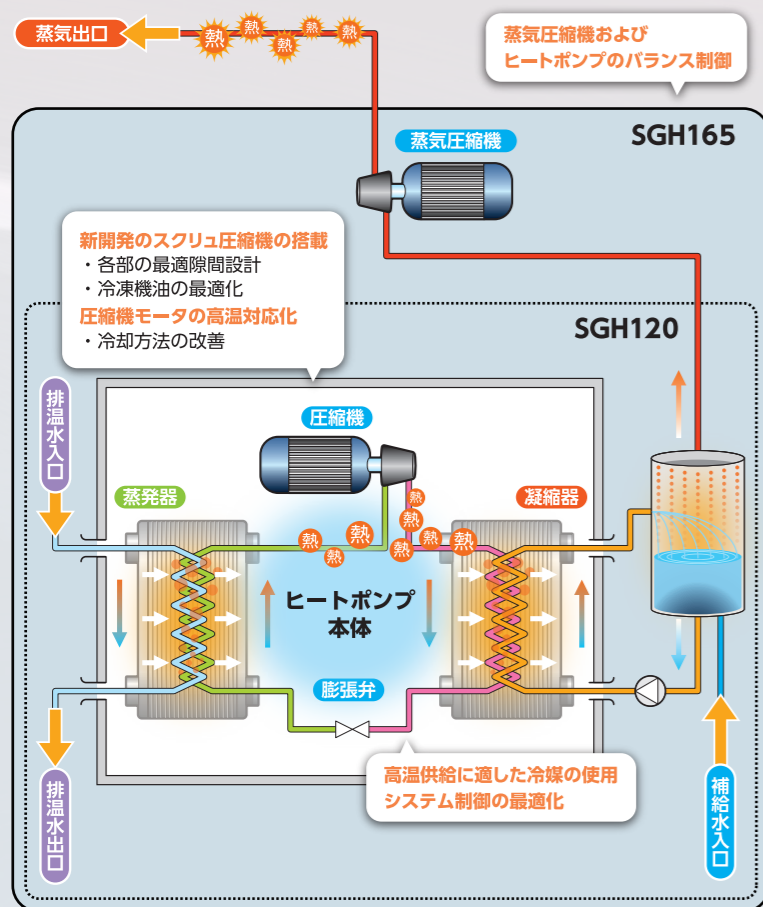 蒸気出口
熱
熱
熱
熱
熱
蒸気圧縮機および
ヒートポンプのバランス制御
SGH165
蒸気圧縮機
新開発のスクリュ圧縮機の搭載
・各部の最適隙間設計
・冷凍機油の最適化
圧縮機モータの高温対応化
・冷却方法の改善
SGH120
排温水入口
圧縮機
蒸発器
凝縮器
熱
熱
熱
熱
熱
熱
熱
熱
ヒートポンプ
本体
膨張弁
高温供給に適した冷媒の使用
システム制御の最適化
排温水出口
補給水入口